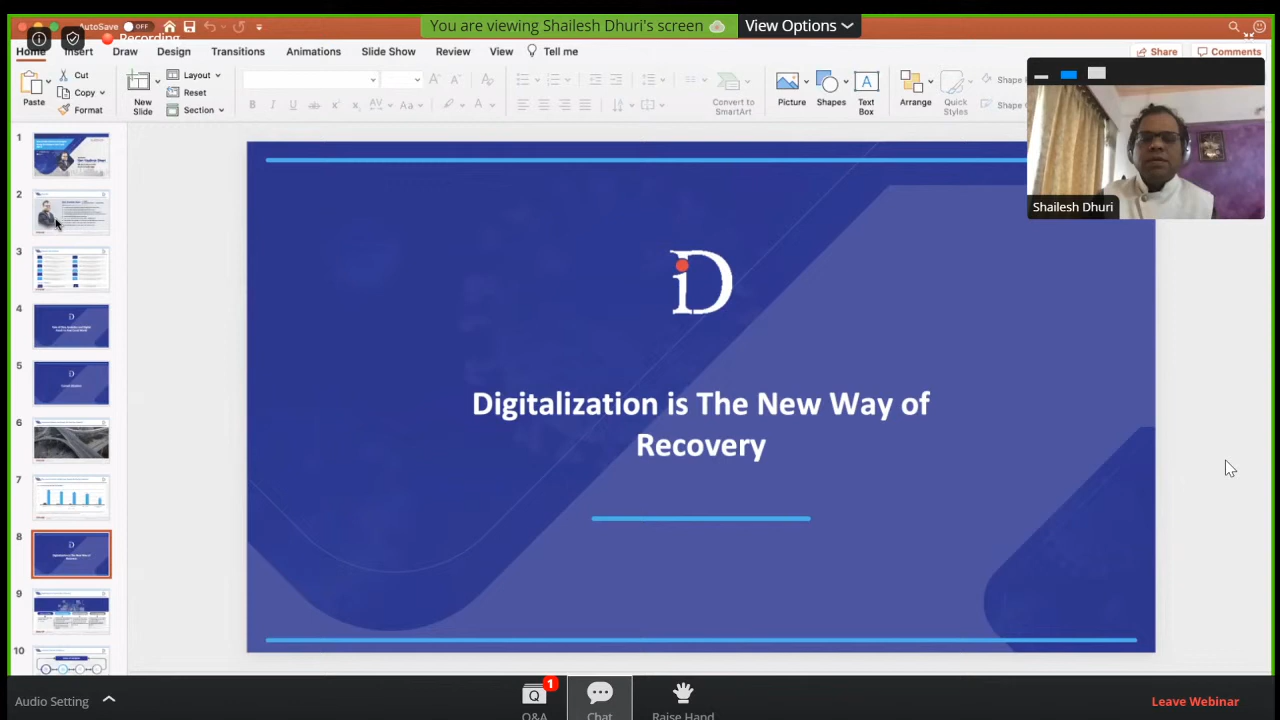 AutoSave OFF
You are viewing Shailesh Dhuri's screen
View Options
Recording
Home Insert Draw Design Transitions Animations Slide Show Review View Tell me
Share Comments
Paste
Cut
Copy
Format
New
Slide
Layout
Reset
Section
Convert to
SmartArt
Picture
Shapes
Text
Box
Arrange
Quick
Styles
Shape
Shape
Shailesh Dhuri
1
2
3
4
5
6
7
8
9
10
iD
Digitalization is The New Way of
Recovery
Audio Setting
Q&A
1
Chat
Raise Hand
Leave Webinar